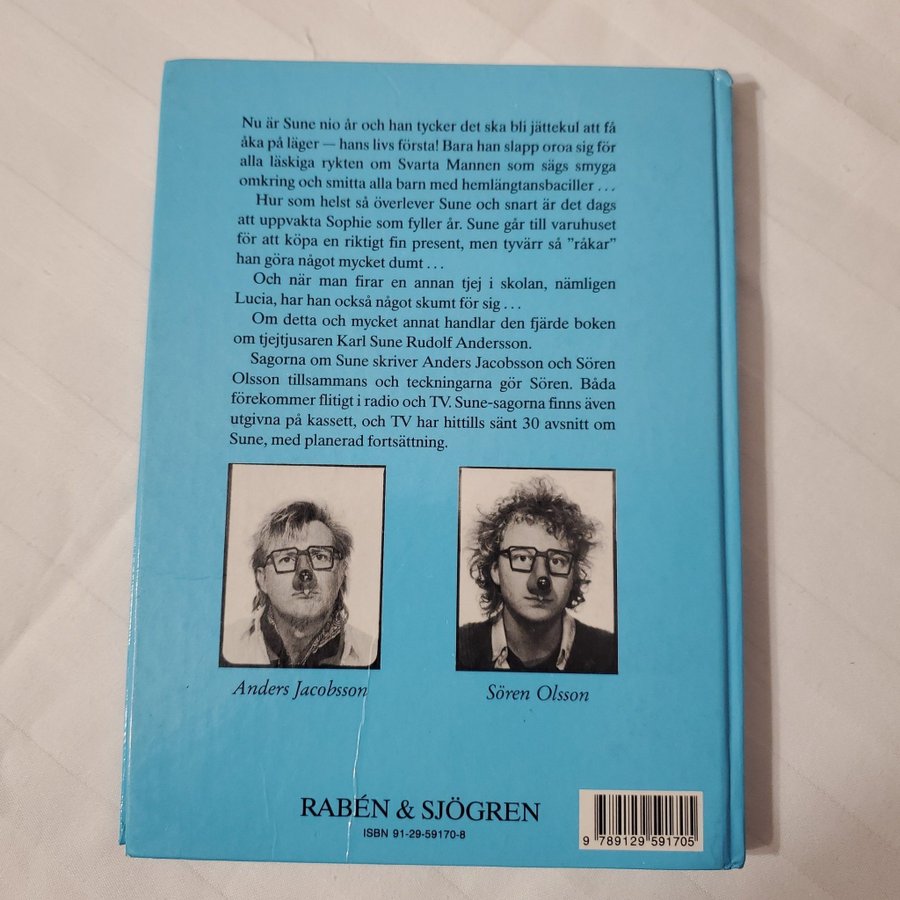 Nu är Sune nio år och han tycker det ska bli jättekul att få
åka på läger — hans livs första! Bara han slapp oroa sig för
alla läskiga rykten om Svarta Mannen som sägs smyga
omkring och smitta alla barn med hemlängtansbaciller . . .
Hur som helst så överlever Sune och snart är det dags
att uppvakta Sophie som fyller år. Sune går till varuhuset
för att köpa en riktigt fin present, men tyvärr så ”råkar”
han göra något mycket dumt . . .
Och när man firar en annan tjej i skolan, nämligen
Lucia, har han också något skumt för sig . . .
Om detta och mycket annat handlar den fjärde boken
om tjejtjusaren Karl Sune Rudolf Andersson.
Sagorna om Sune skriver Anders Jacobsson och Sören
Olsson tillsammans och teckningarna gör Sören. Båda
förekommer flitigt i radio och TV. Sune-sagorna finns även
utgivna på kassett, och TV har hittills sänt 30 avsnitt om
Sune, med planerad fortsättning.
Anders Jacobsson
Sören Olsson
RABÉN & SJÖGREN
ISBN 91-29-59170-8
9 789129 591705